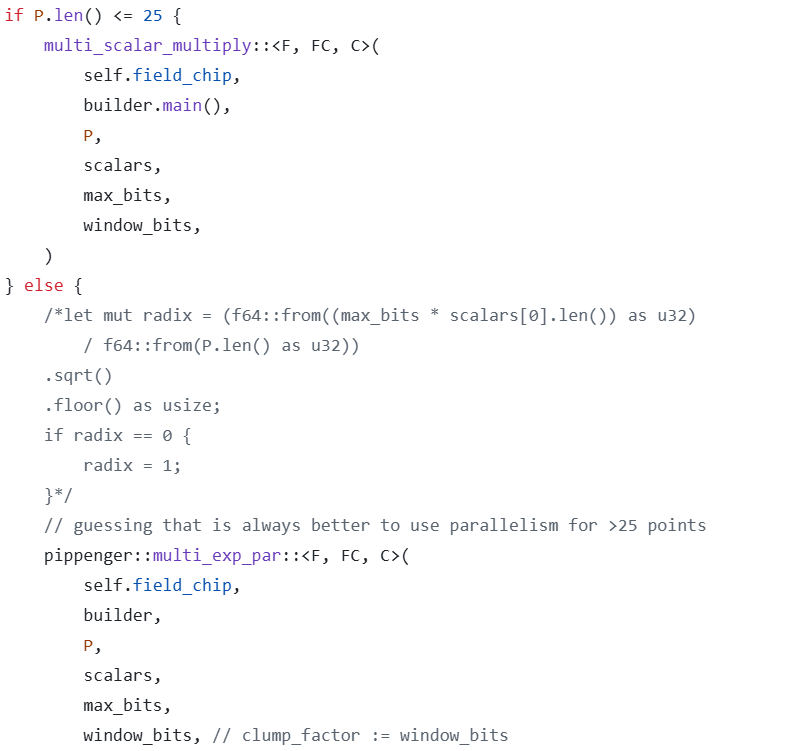 if P.len() <= 25 {
    multi_scalar_multiply::<F, FC, C>(
        self.field_chip,
        builder.main(),
        P,
        scalars,
        max_bits,
        window_bits,
    )
} else {
    /*let mut radix = (f64::from((max_bits * scalars[0].len()) as u32)
        / f64::from(P.len() as u32))
    .sqrt()
    .floor() as usize;
    if radix == 0 {
        radix = 1;
    }*/
    // guessing that is always better to use parallelism for >25 points
    pippenger::multi_exp_par::<F, FC, C>(
        self.field_chip,
        builder,
        P,
        scalars,
        max_bits,
        window_bits, // clump_factor := window_bits